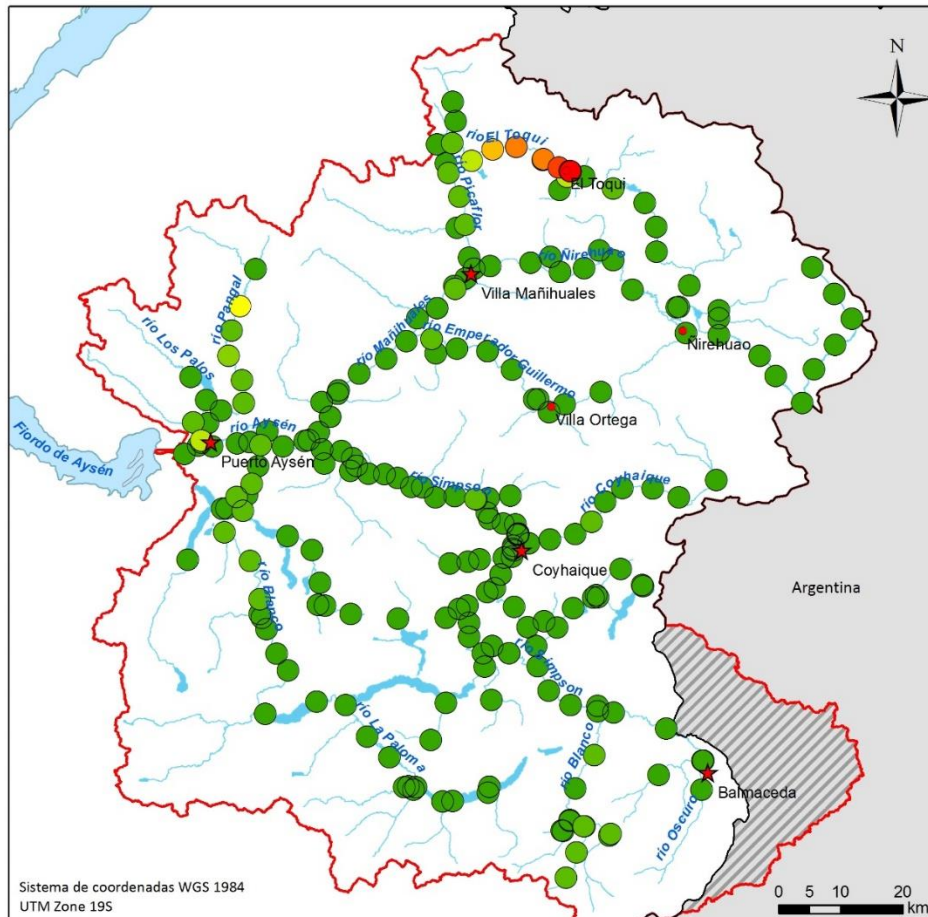 N
río El Toqui
El Toqui
río Picaflor
río Ñirehuao
Villa Mañihuales
río Pangal
río Mañihuales
río Emperador Guillermo
Ñirehuao
río Los Palos
Villa Ortega
río Aysén
Fiordo de Aysén
Puerto Aysén
río Simpson
río Coyhaique
Coyhaique
Argentina
río Blanco
río Simpson
río La Paloma
río Blanco
Balmaceda
río Oscuro
Sistema de coordenadas WGS 1984
UTM Zone 19S
0 5 10 20
km